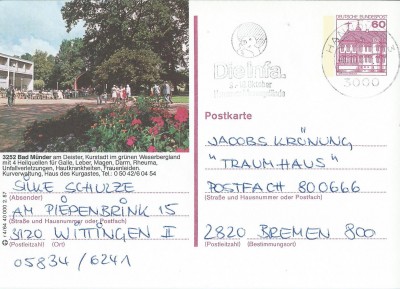 DEUTSCHE BUNDESPOST
60
3000
Die Infa.
Postkarte
3252 Bad Münder am Deister, Kurstadt im grünen Weserbergland
mit 4 Heilquellen für Galle, Leber, Magen, Darm, Rheuma,
Unfallverletzungen, Hautkrankheiten, Frauenleiden.
Kurverwaltung, Haus des Kurgastes, Tel.: 0 50 42/6 04 54
SILKE SCHULZE
(Absender)
AM PIEPENBRINK 15
(Straße und Hausnummer oder Postfach)
3120 WITTINGEN II
(Postleitzahl) (Ort)
05834 / 6241
JACOBS KRÖNUNG
"TRAUMHAUS"
POSTFACH 800666
(Straße und Hausnummer oder Postfach)
2820 BREMEN 800
(Postleitzahl) (Bestimmungsort)